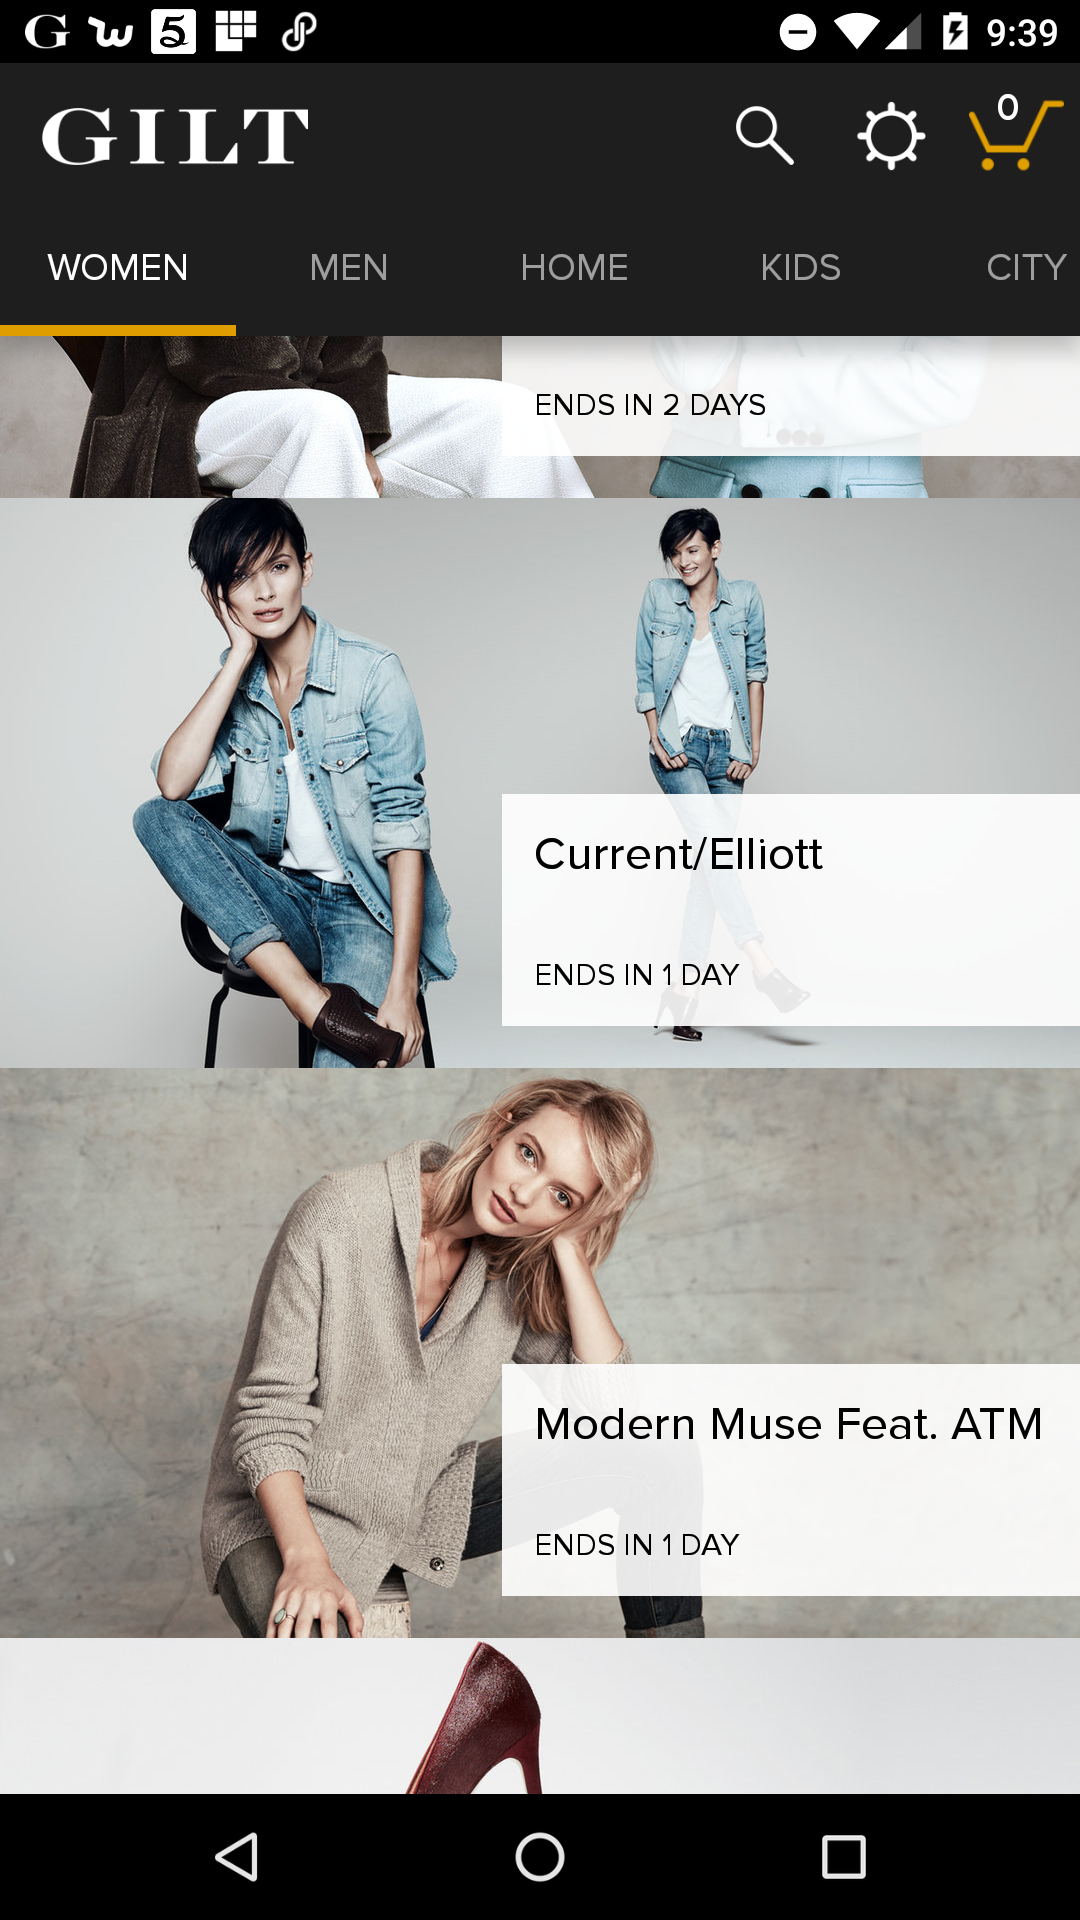 9:39
GILT
0
WOMEN MEN HOME KIDS CITY
ENDS IN 2 DAYS
Current/Elliott
ENDS IN 1 DAY
Modern Muse Feat. ATM
ENDS IN 1 DAY